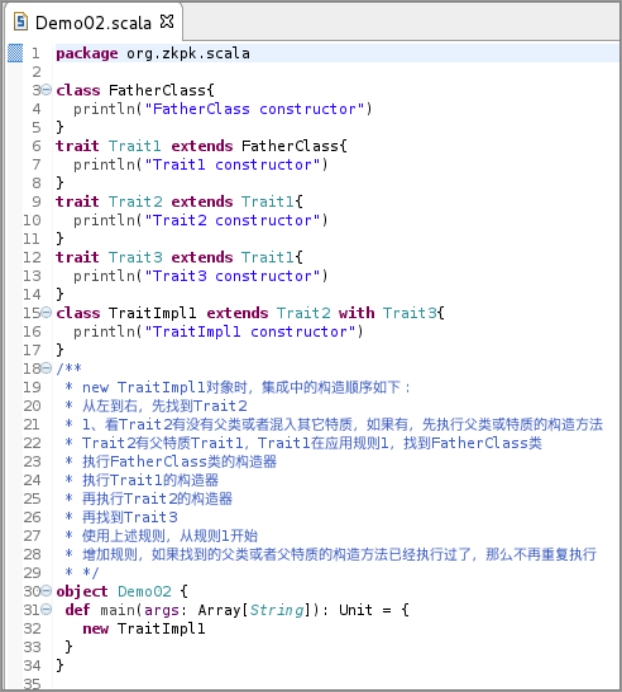 Demo02.scala
1 package org.zkpk.scala
2
3 class FatherClass{
4   println("FatherClass constructor")
5 }
6 trait Trait1 extends FatherClass{
7   println("Trait1 constructor")
8 }
9 trait Trait2 extends Trait1{
10   println("Trait2 constructor")
11 }
12 trait Trait3 extends Trait1{
13   println("Trait3 constructor")
14 }
15 class TraitImpl1 extends Trait2 with Trait3{
16   println("TraitImpl1 constructor")
17 }
18 /**
19  * new TraitImpl1对象时，集成中的构造顺序如下：
20  * 从左到右，先找到Trait2
21  * 1、看Trait2有没有父类或者混入其它特质，如果有，先执行父类或特质的构造方法
22  * Trait2有父特质Trait1，Trait1在应用规则1，找到FatherClass类
23  * 执行FatherClass类的构造器
24  * 执行Trait1的构造器
25  * 再执行Trait2的构造器
26  * 再找到Trait3
27  * 使用上述规则，从规则1开始
28  * 增加规则，如果找到的父类或者父特质的构造方法已经执行过了，那么不再重复执行
29  * */
30 object Demo02 {
31  def main(args: Array[String]): Unit = {
32    new TraitImpl1
33  }
34 }
35